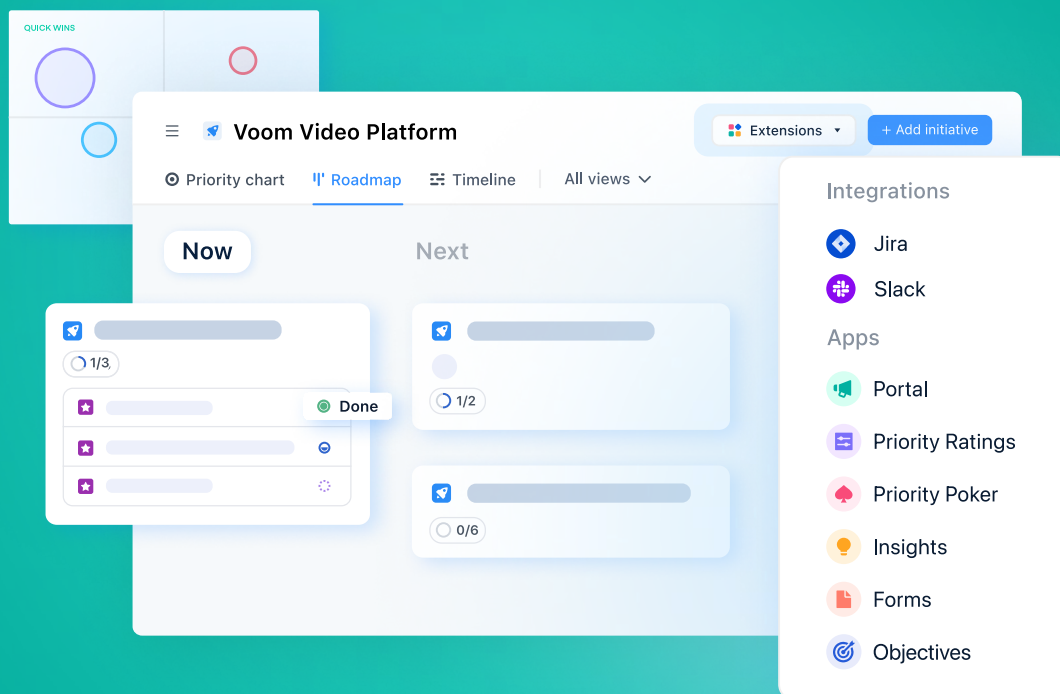 QUICK WINS
Voom Video Platform
Extensions
+ Add initiative
Priority chart
Roadmap
Timeline
All views
Now
Next
1/3
Done
1/2
0/6
Integrations
Jira
Slack
Apps
Portal
Priority Ratings
Priority Poker
Insights
Forms
Objectives